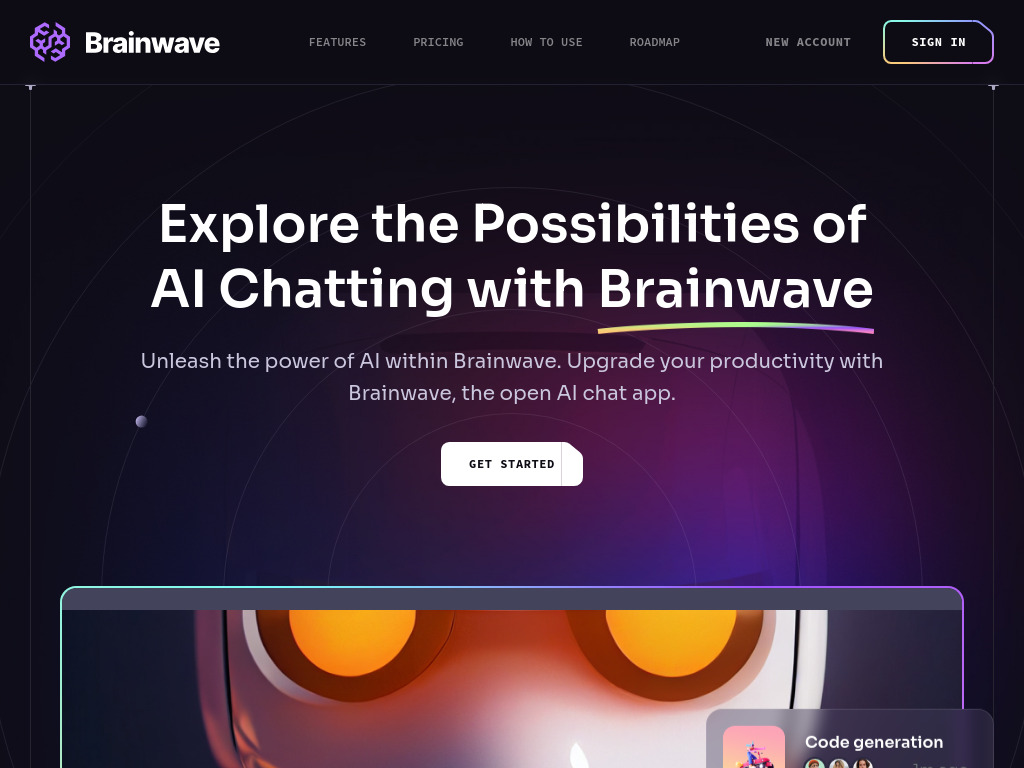 Brainwave
FEATURES PRICING HOW TO USE ROADMAP NEW ACCOUNT SIGN IN
Explore the Possibilities of
AI Chatting with Brainwave
Unleash the power of AI within Brainwave. Upgrade your productivity with
Brainwave, the open AI chat app.
GET STARTED
Code generation
1m ago